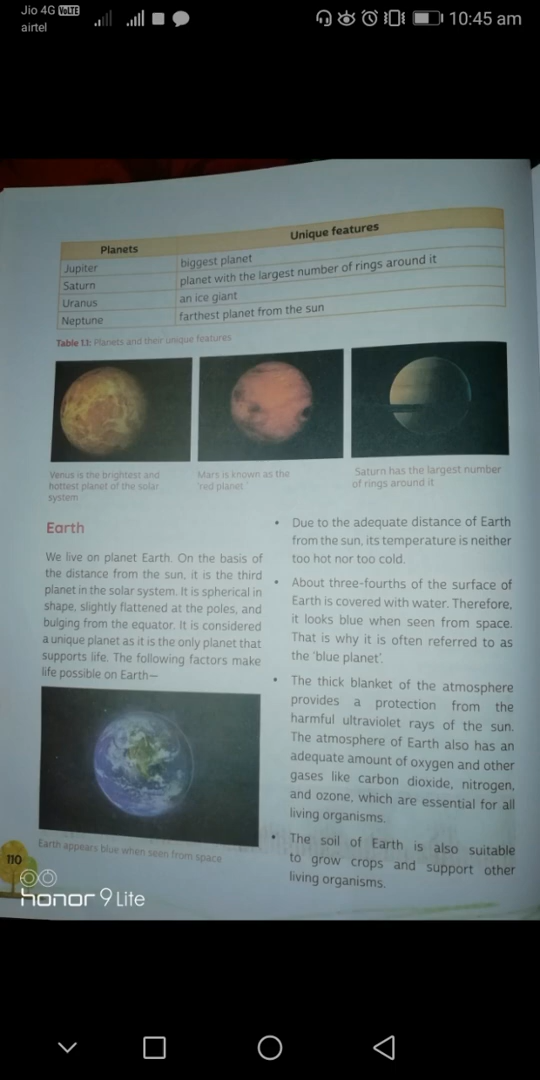 Jio 4G VoLTE
airtel
10:45 am
Planets Unique features
Jupiter biggest planet
Saturn planet with the largest number of rings around it
Uranus an ice giant
Neptune farthest planet from the sun
Table 1.1: Planets and their unique features
Venus is the brightest and
hottest planet of the solar
system
Mars is known as the
'red planet'
Saturn has the largest number
of rings around it
Earth
We live on planet Earth. On the basis of
the distance from the sun, it is the third
planet in the solar system. It is spherical in
shape, slightly flattened at the poles, and
bulging from the equator. It is considered
a unique planet as it is the only planet that
supports life. The following factors make
life possible on Earth—
Earth appears blue when seen from space
110
• Due to the adequate distance of Earth
from the sun, its temperature is neither
too hot nor too cold.
• About three-fourths of the surface of
Earth is covered with water. Therefore,
it looks blue when seen from space.
That is why it is often referred to as
the 'blue planet'.
• The thick blanket of the atmosphere
provides a protection from the
harmful ultraviolet rays of the sun.
The atmosphere of Earth also has an
adequate amount of oxygen and other
gases like carbon dioxide, nitrogen,
and ozone, which are essential for all
living organisms.
• The soil of Earth is also suitable
to grow crops and support other
living organisms.
honor 9 Lite